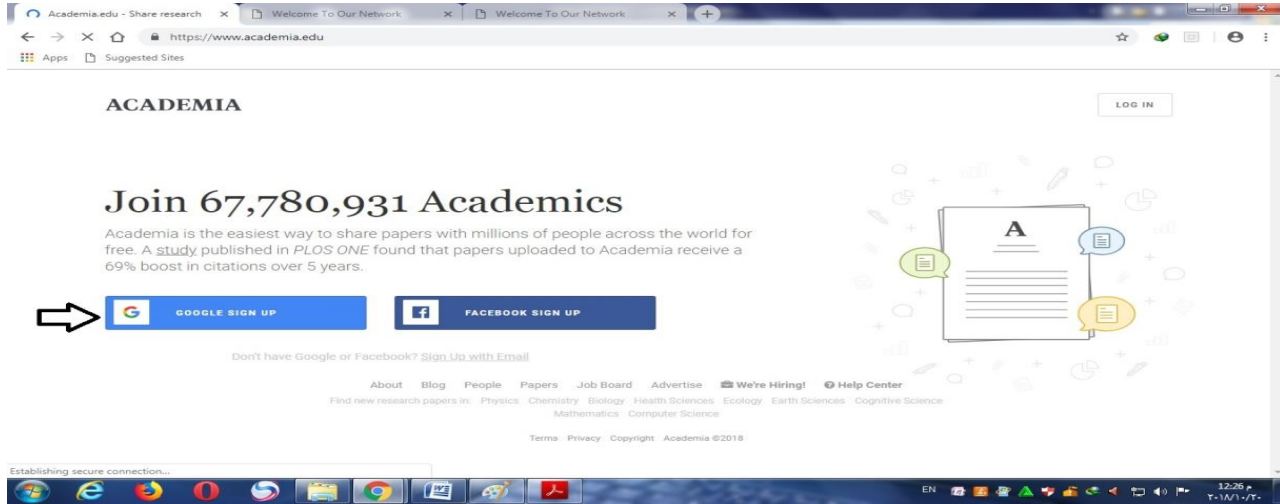 Academia.edu - Share research
Welcome To Our Network
Welcome To Our Network
https://www.academia.edu
Apps
Suggested Sites
ACADEMIA
LOG IN
Join 67,780,931 Academics
Academia is the easiest way to share papers with millions of people across the world for
free. A study published in PLOS ONE found that papers uploaded to Academia receive a
69% boost in citations over 5 years.
A
GOOGLE SIGN UP
FACEBOOK SIGN UP
Don't have Google or Facebook? Sign Up with Email
About Blog People Papers Job Board Advertise We're Hiring! Help Center
Find new research papers in: Physics Chemistry Biology Health Sciences Ecology Earth Sciences Cognitive Science
Mathematics Computer Science
Terms Privacy Copyright Academia ©2018
Establishing secure connection...
EN
12:26 م
٢٠١٨/١٠/٢٠